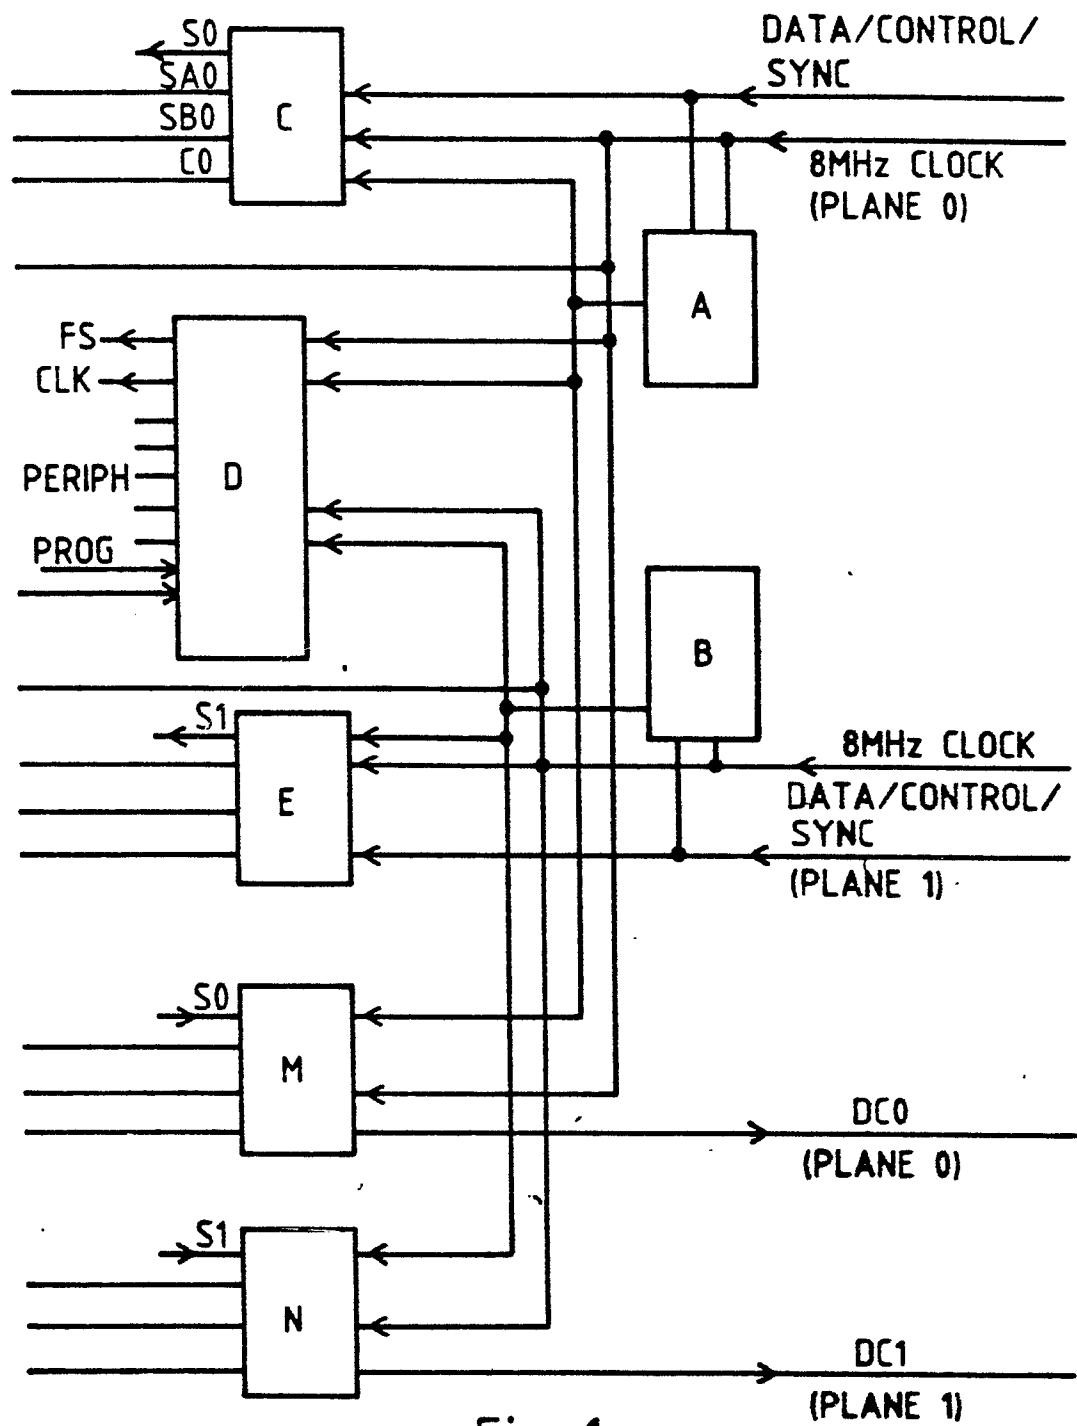 S0
DATA/CONTROL/
SYNC
SA0
C
SB0
C0
8MHz CLOCK
(PLANE 0)
A
FS
CLK
PERIPH
D
PROG
B
S1
8MHz CLOCK
E
DATA/CONTROL/
SYNC
(PLANE 1)
S0
M
DC0
(PLANE 0)
S1
N
DC1
(PLANE 1)